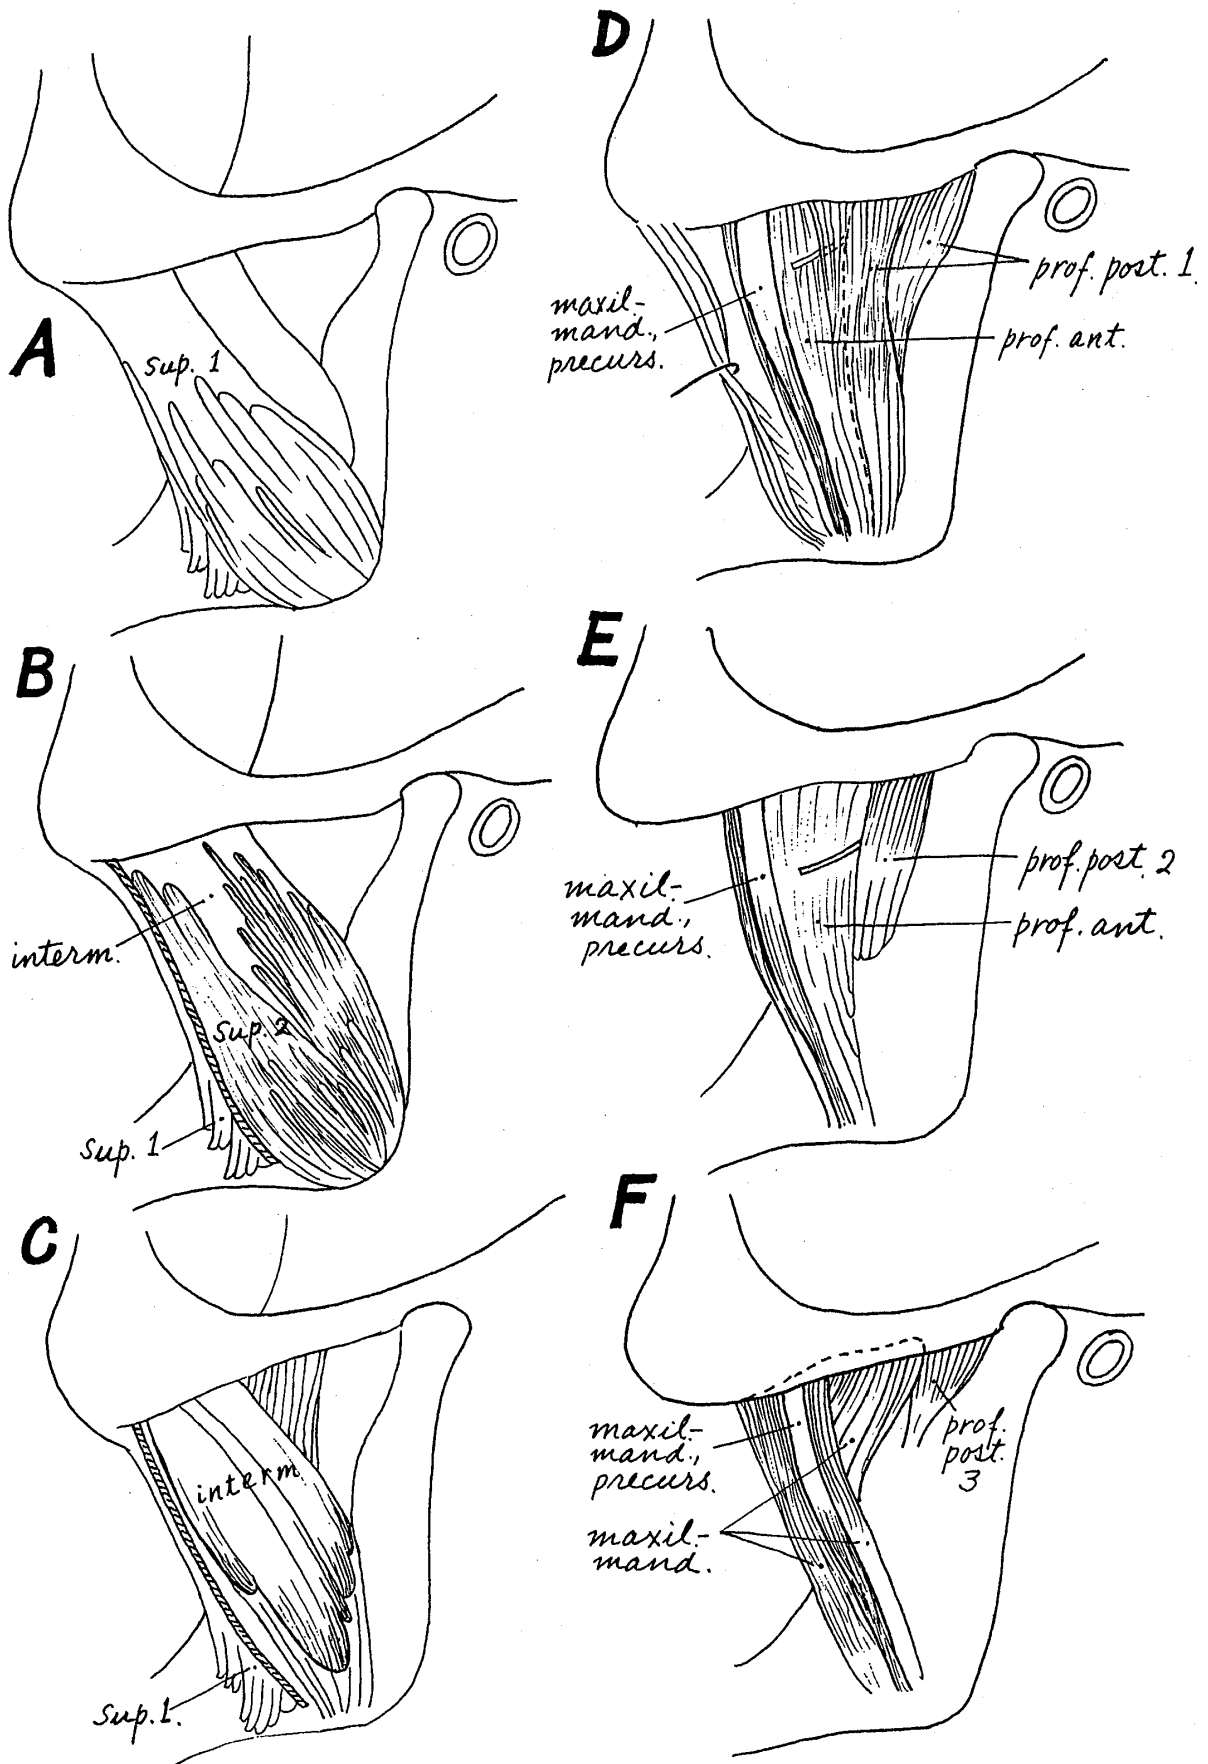 A
sup. 1
B
interm.
sup. 2
sup. 1
C
interm
sup. 1.
D
maxil-
mand.,
precurs.
prof. post. 1.
prof. ant.
E
maxil-
mand.,
precurs.
prof. post. 2
prof. ant.
F
maxil-
mand.,
precurs.
maxil-
mand.
prof.
post.
3